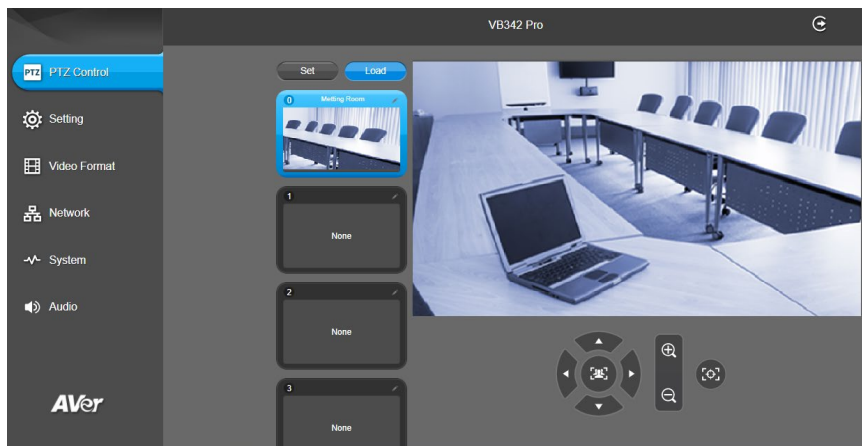 VB342 Pro
PTZ PTZ Control
Setting
Video Format
Network
System
Audio
AVer
Set Load
0 Metting Room
1
None
2
None
3
None